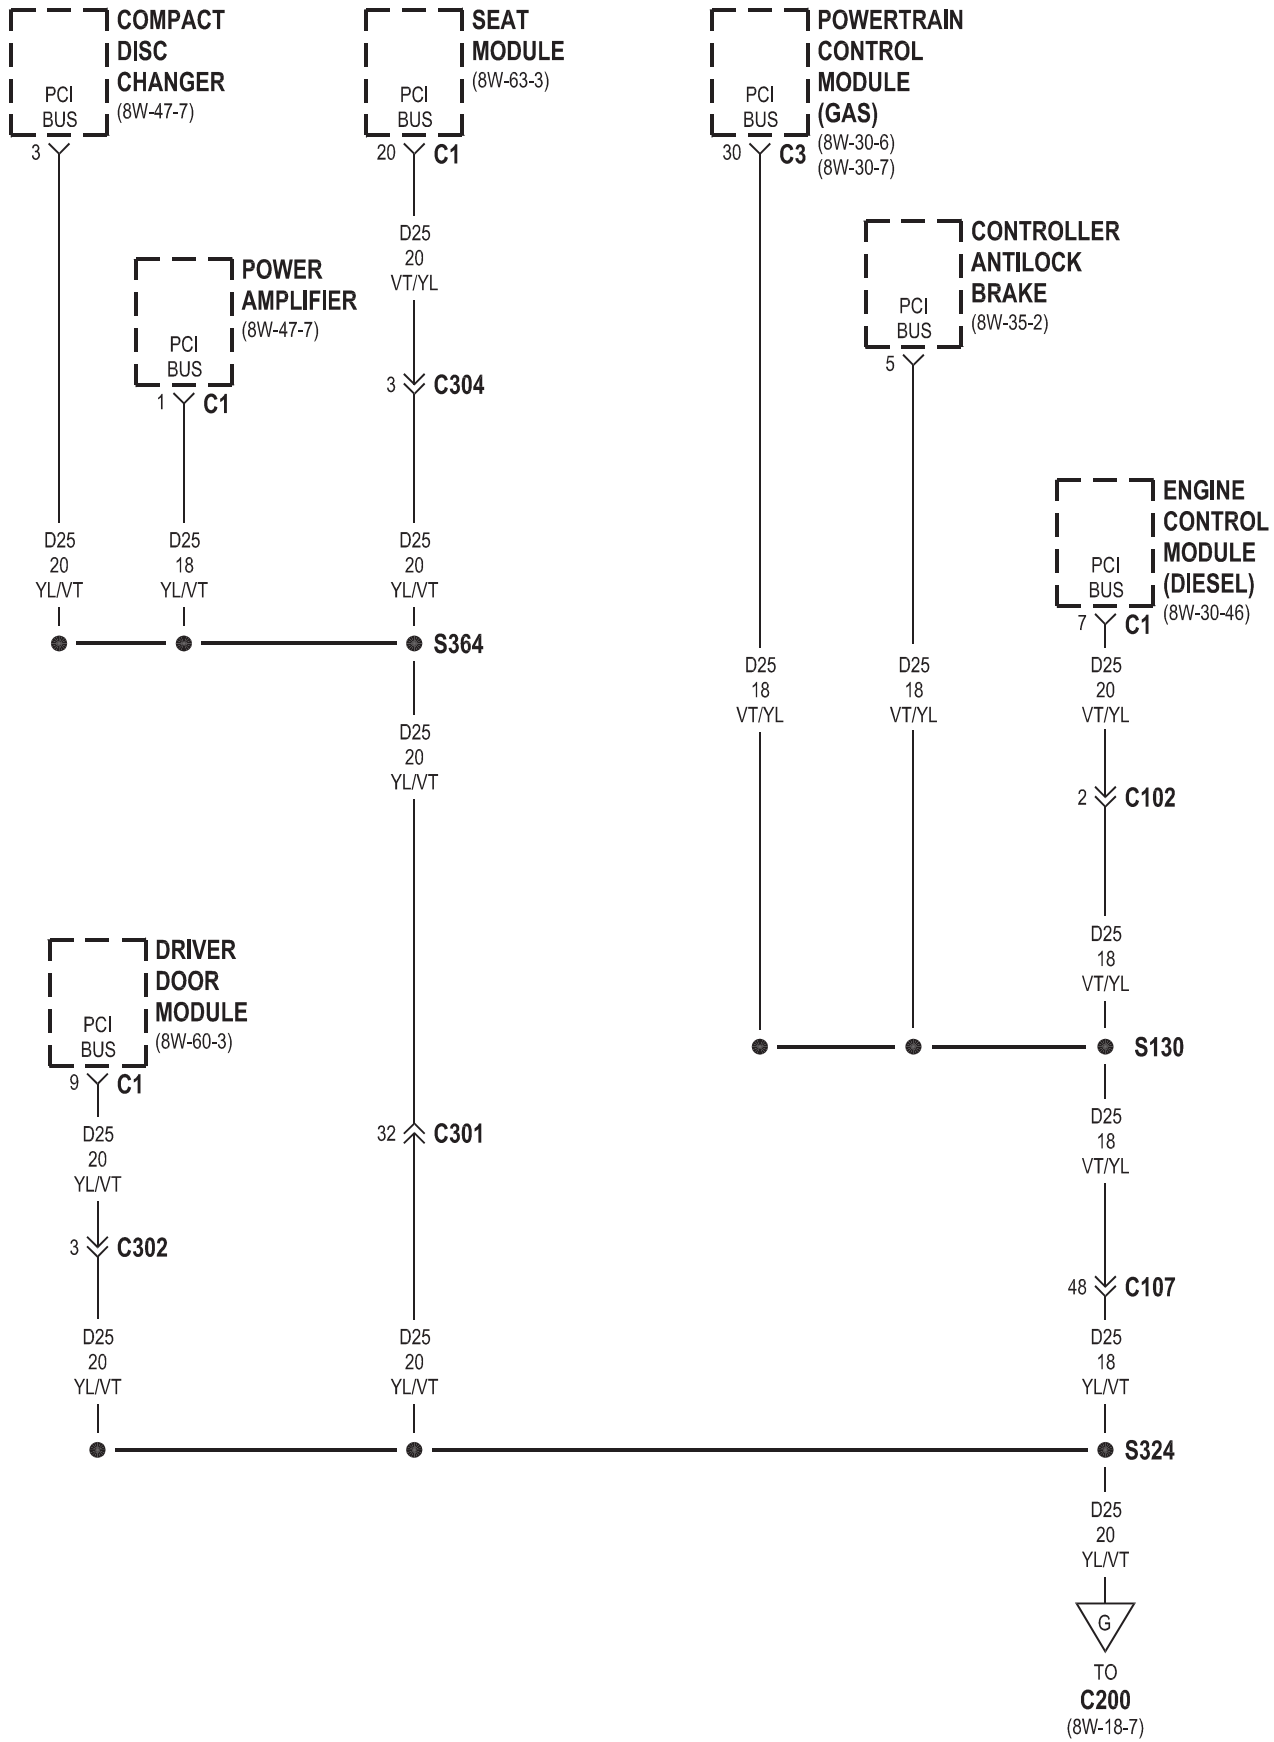 COMPACT
DISC
CHANGER
(8W-47-7)
PCI
BUS
3
SEAT
MODULE
(8W-63-3)
PCI
BUS
20
C1
POWERTRAIN
CONTROL
MODULE
(GAS)
(8W-30-6)
(8W-30-7)
PCI
BUS
30
C3
D25
20
VT/YL
CONTROLLER
ANTILOCK
BRAKE
(8W-35-2)
PCI
BUS
5
POWER
AMPLIFIER
(8W-47-7)
PCI
BUS
1
C1
3
C304
ENGINE
CONTROL
MODULE
(DIESEL)
(8W-30-46)
PCI
BUS
7
C1
D25
20
YL/VT
D25
18
YL/VT
D25
20
YL/VT
S364
D25
18
VT/YL
D25
18
VT/YL
D25
20
VT/YL
D25
20
YL/VT
2
C102
D25
18
VT/YL
DRIVER
DOOR
MODULE
(8W-60-3)
PCI
BUS
9
C1
S130
D25
20
YL/VT
32
C301
D25
18
VT/YL
3
C302
48
C107
D25
20
YL/VT
D25
20
YL/VT
D25
18
YL/VT
S324
D25
20
YL/VT
G
TO
C200
(8W-18-7)